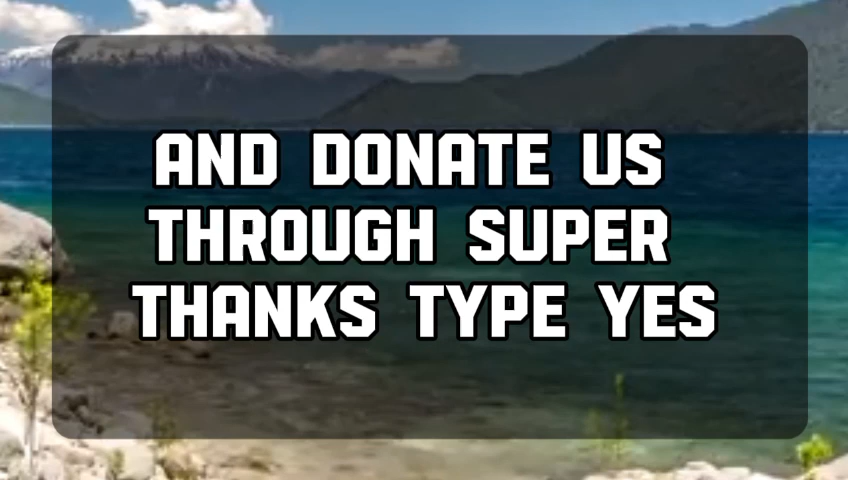 AND DONATE US
THROUGH SUPER
THANKS TYPE YES